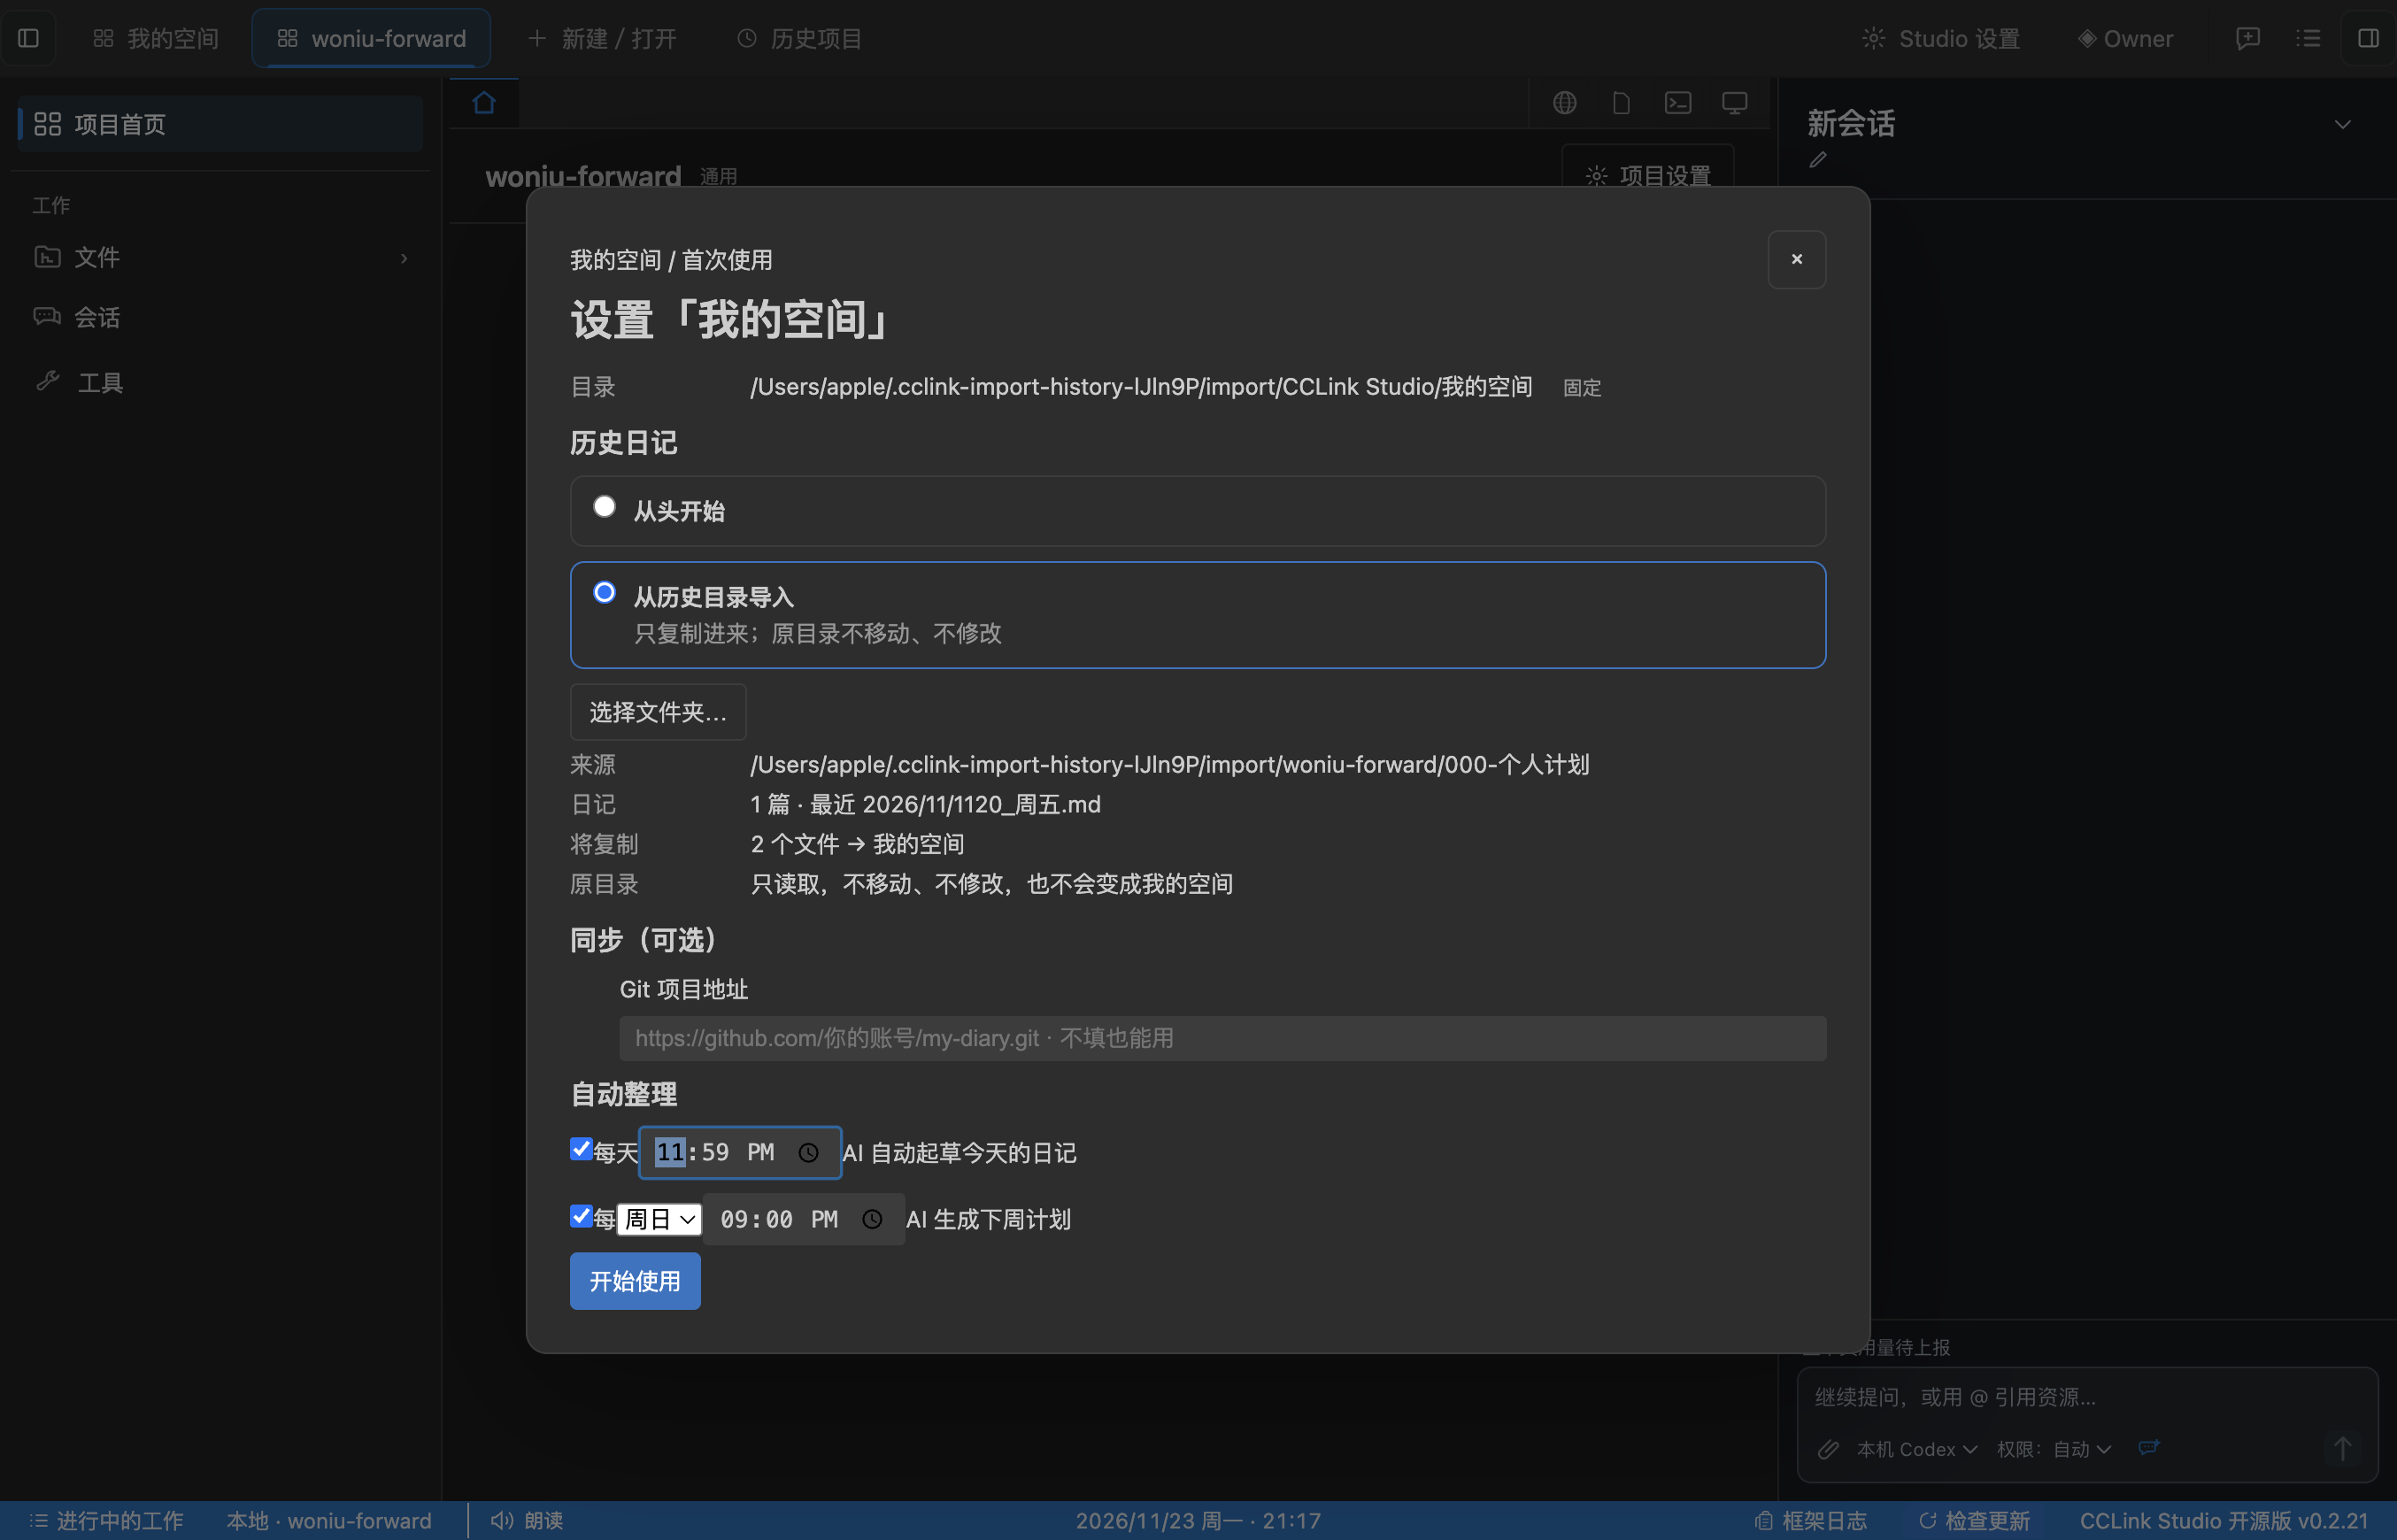 我的空间
woniu-forward
新建 / 打开
历史项目
Studio 设置
Owner
项目首页
工作
文件
会话
工具
woniu-forward 通用
项目设置
新会话
我的空间 / 首次使用
×
设置「我的空间」
目录 /Users/apple/.cclink-import-history-lJln9P/import/CCLink Studio/我的空间 固定
历史日记
从头开始
从历史目录导入
只复制进来；原目录不移动、不修改
选择文件夹...
来源 /Users/apple/.cclink-import-history-lJln9P/import/woniu-forward/000-个人计划
日记 1 篇 · 最近 2026/11/1120_周五.md
将复制 2 个文件 → 我的空间
原目录 只读取，不移动、不修改，也不会变成我的空间
同步（可选）
Git 项目地址
https://github.com/你的账号/my-diary.git · 不填也能用
自动整理
每天 11:59 PM AI 自动起草今天的日记
每 周日 09:00 PM AI 生成下周计划
开始使用
用量待上报
继续提问，或用 @ 引用资源...
本机 Codex 权限：自动
进行中的工作
本地 · woniu-forward
朗读
2026/11/23 周一 · 21:17
框架日志
检查更新
CCLink Studio 开源版 v0.2.21